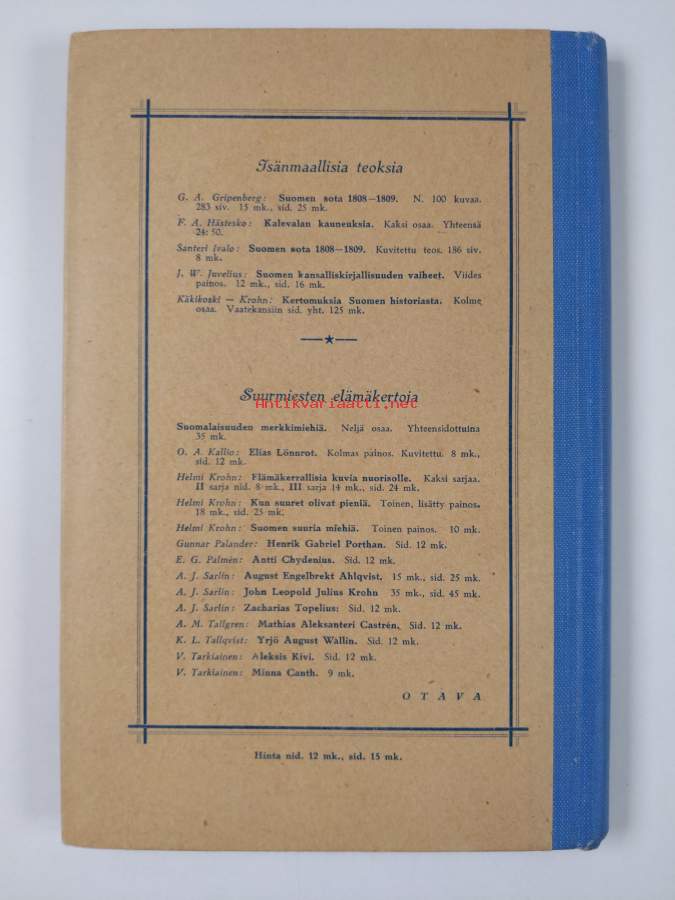 Isänmaallisia teoksia
G. A. Gripenberg: Suomen sota 1808—1809. N. 100 kuvaa.
283 siv. 15 mk., sid. 25 mk.
F. A. Hästesko: Kalevalan kauneuksia. Kaksi osaa. Yhteensä
24: 50.
Santeri Ivalo: Suomen sota 1808—1809. Kuvitettu teos. 186 siv.
8 mk.
J. W. Juvelius: Suomen kansalliskirjallisuuden vaiheet. Viides
painos. 12 mk., sid. 16 mk.
Käkikoski — Krohn: Kertomuksia Suomen historiasta. Kolme
osaa. Vaatekansiin sid. yht. 125 mk.
Suurmiesten elämäkertoja
Antikvariaatti.net
Suomalaisuuden merkkimiehiä. Neljä osaa. Yhteensidottuina
35 mk.
O. A. Kallio: Elias Lönnrot. Kolmas painos. Kuvitettu. 8 mk.,
sid. 12 mk.
Helmi Krohn: Elämäkerrallisia kuvia nuorisolle. Kaksi sarjaa.
II sarja nid. 8 mk., III sarja 14 mk., sid. 24 mk.
Helmi Krohn: Kun suuret olivat pieniä. Toinen, lisätty painos.
18 mk., sid. 25 mk.
Helmi Krohn: Suomen suuria miehiä. Toinen painos. 10 mk.
Gunnar Palander: Henrik Gabriel Porthan. Sid. 12 mk.
E. G. Palmén: Antti Chydenius. Sid. 12 mk.
A. J. Sarlin: August Engelbrekt Ahlqvist. 15 mk., sid. 25 mk.
A. J. Sarlin: John Leopold Julius Krohn 35 mk., sid. 45 mk.
A. J. Sarlin: Zacharias Topelius: Sid. 12 mk.
A. M. Tallgren: Mathias Aleksanteri Castrén. Sid. 12 mk.
K. L. Tallqvist: Yrjö August Wallin. Sid. 12 mk.
V. Tarkiainen: Aleksis Kivi. Sid. 12 mk.
V. Tarkiainen: Minna Canth. 9 mk.
OTAVA
Hinta nid. 12 mk., sid. 15 mk.